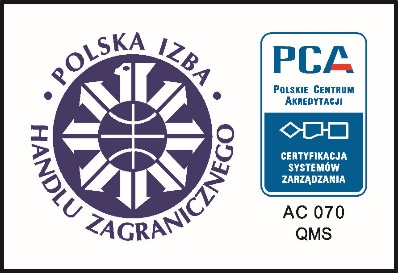 POLSKA IZBA
HANDLU ZAGRANICZNEGO
PCA
POLSKIE CENTRUM
AKREDYTACJI
CERTYFIKACJA
SYSTEMÓW
ZARZĄDZANIA
AC 070
QMS